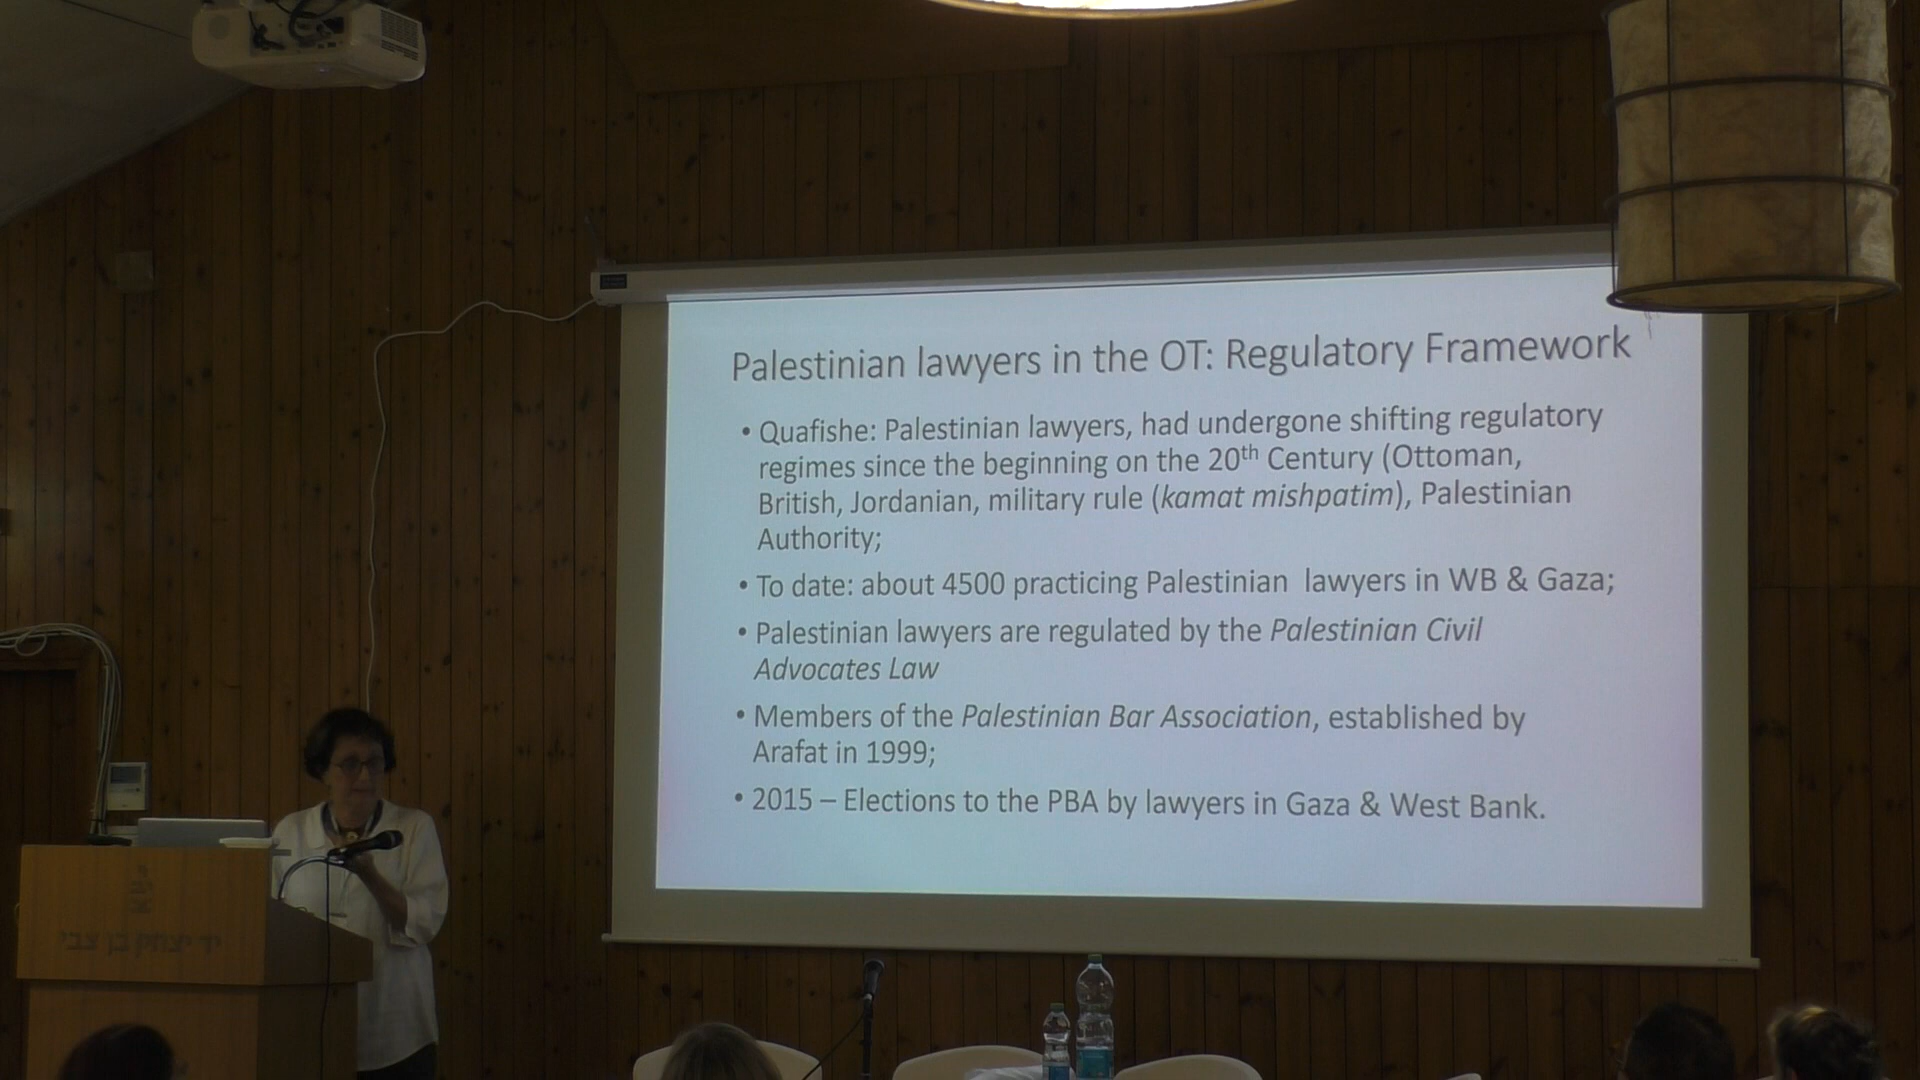 Palestinian lawyers in the OT: Regulatory Framework
• Quafishe: Palestinian lawyers, had undergone shifting regulatory
regimes since the beginning on the 20th Century (Ottoman,
British, Jordanian, military rule (kamat mishpatim), Palestinian
Authority;
• To date: about 4500 practicing Palestinian lawyers in WB & Gaza;
• Palestinian lawyers are regulated by the Palestinian Civil
Advocates Law
• Members of the Palestinian Bar Association, established by
Arafat in 1999;
• 2015 – Elections to the PBA by lawyers in Gaza & West Bank.
יד יצחק בן צבי